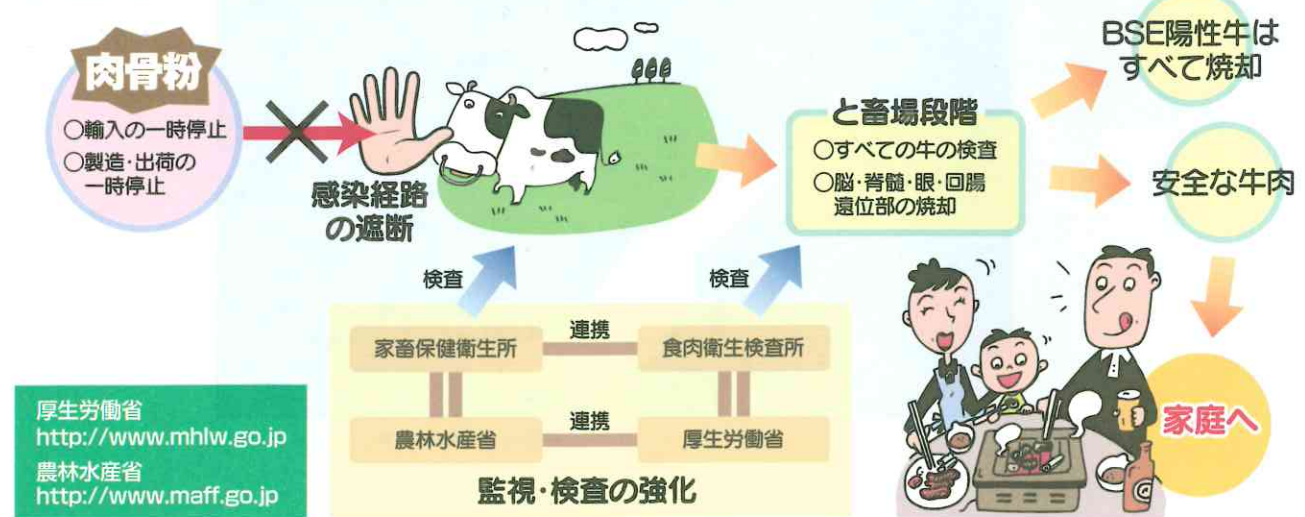 肉骨粉
○輸入の一時停止
○製造・出荷の
一時停止
感染経路
の遮断
と畜場段階
○すべての牛の検査
○脳・脊髄・眼・回腸
遠位部の焼却
BSE陽性牛は
すべて焼却
安全な牛肉
家庭へ
検査
検査
家畜保健衛生所
連携
食肉衛生検査所
農林水産省
連携
厚生労働省
監視・検査の強化
厚生労働省
http://www.mhlw.go.jp
農林水産省
http://www.maff.go.jp